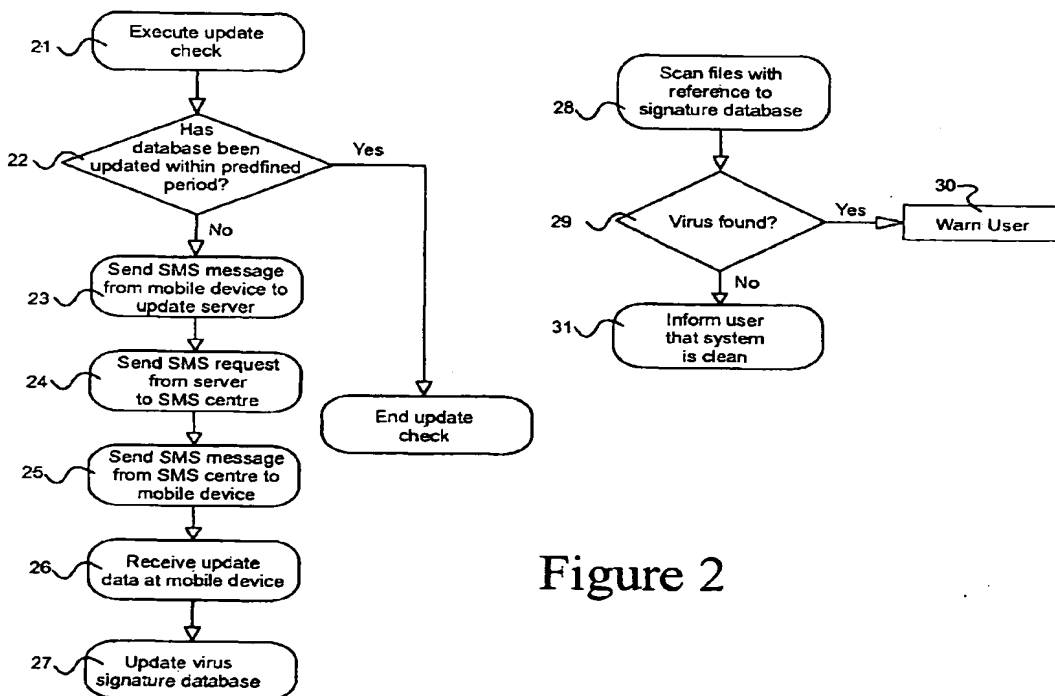 21
Execute update
check
22
Has
database been
updated within predfined
period?
Yes
No
23
Send SMS message
from mobile device to
update server
24
Send SMS request
from server
to SMS centre
End update
check
25
Send SMS message
from SMS centre to
mobile device
26
Receive update
data at mobile device
27
Update virus
signature database
28
Scan files with
reference to
signature database
29
Virus found?
Yes
30
Warn User
No
31
Inform user
that system
is clean
Figure 2